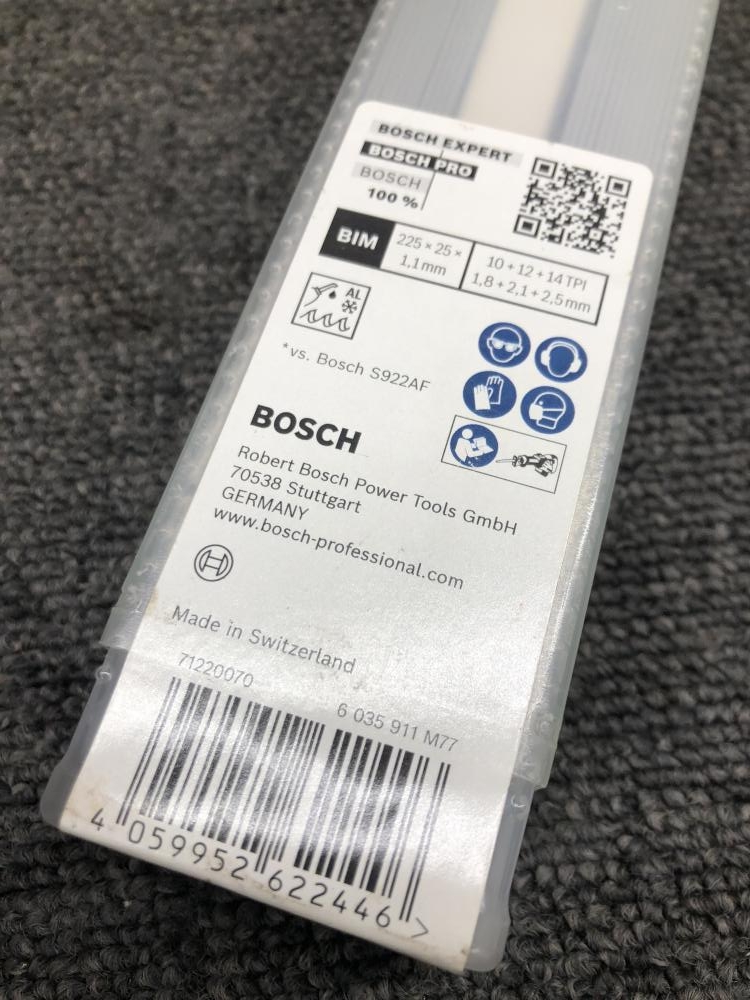 BOSCH EXPERT
BOSCH PRO
BOSCH
100 %
BIM
225 × 25 ×
1,1 mm
10 + 12 + 14 TPI
1,8 + 2,1 + 2,5 mm
AL
*vs. Bosch S922AF
BOSCH
Robert Bosch Power Tools GmbH
70538 Stuttgart
GERMANY
www.bosch-professional.com
Made in Switzerland
71220070
6 035 911 M77
4 059952 622446 >